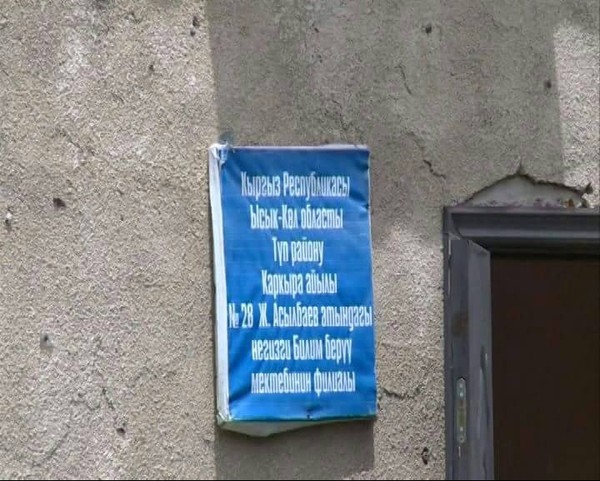 Кыргыз Республикасы
Ысык-Көл областы
Түп району
Каркыра айылы
№ 28 Ж. Асылбаев атындагы
негизги Билим берүү
мектебинин филиалы